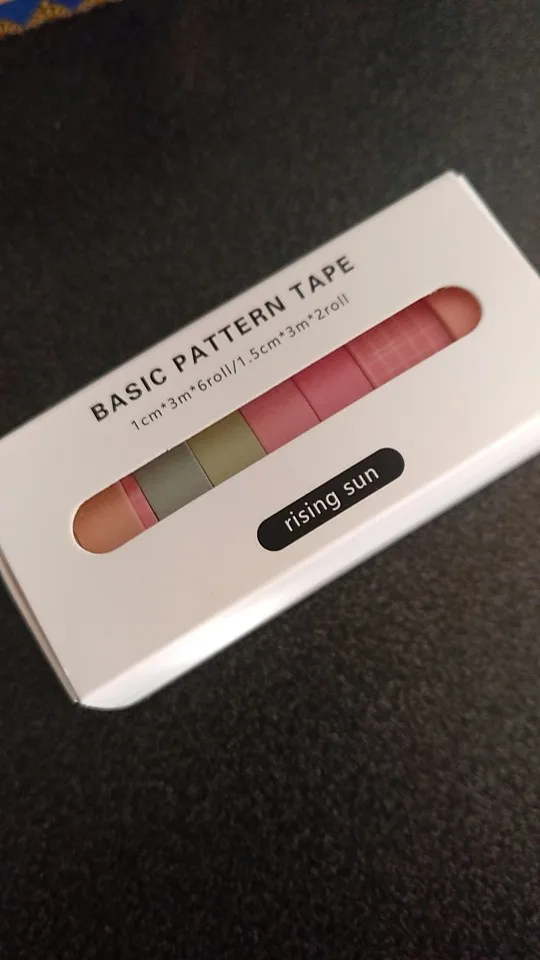 BASIC PATTERN TAPE
1cm*3m*6roll/1.5cm*3m*2roll
rising sun